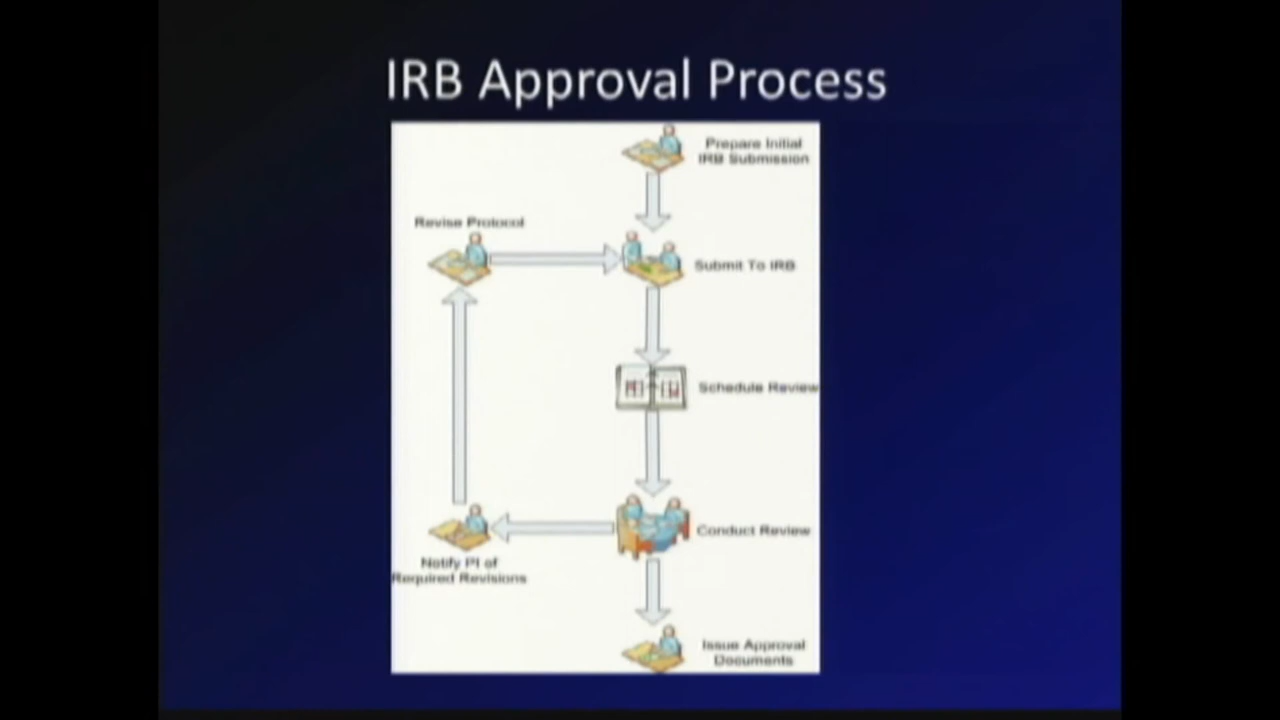 IRB Approval Process
Prepare Initial
IRB Submission
Revise Protocol
Submit To IRB
Schedule Review
Conduct Review
Notify PI of
Required Revisions
Issue Approval
Documents